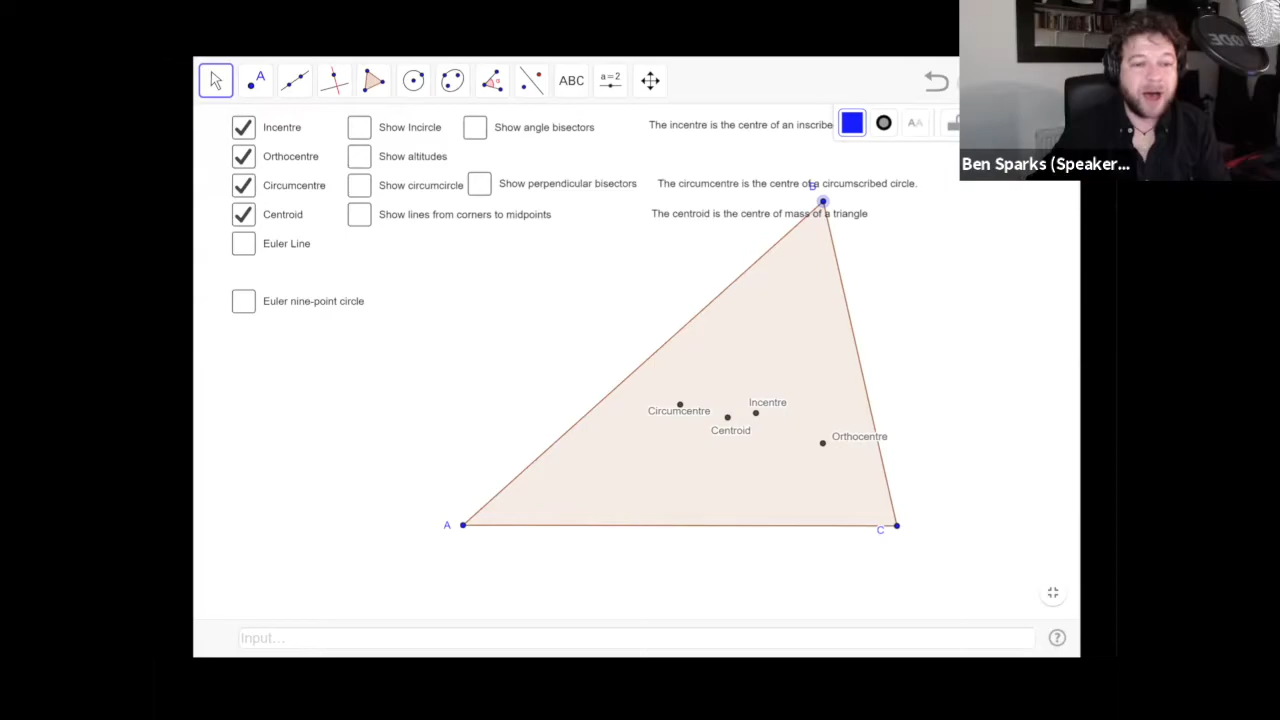 A
ABC
a=2
Incentre
Show Incircle
Show angle bisectors
The incentre is the centre of an inscribe
AA
Orthocentre
Show altitudes
Circumcentre
Show circumcircle
Show perpendicular bisectors
The circumcentre is the centre of a circumscribed circle.
Centroid
Show lines from corners to midpoints
The centroid is the centre of mass of a triangle
Euler Line
Euler nine-point circle
Ben Sparks (Speaker...
B
Circumcentre
Incentre
Centroid
Orthocentre
A
C
Input...
?